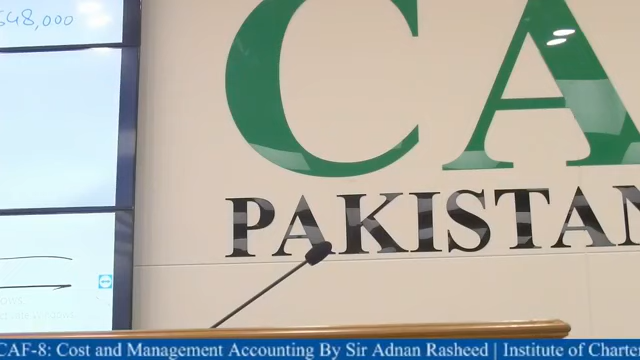 648,000
CA
PAKISTAN
CAF-8: Cost and Management Accounting By Sir Adnan Rasheed | Institute of Charte